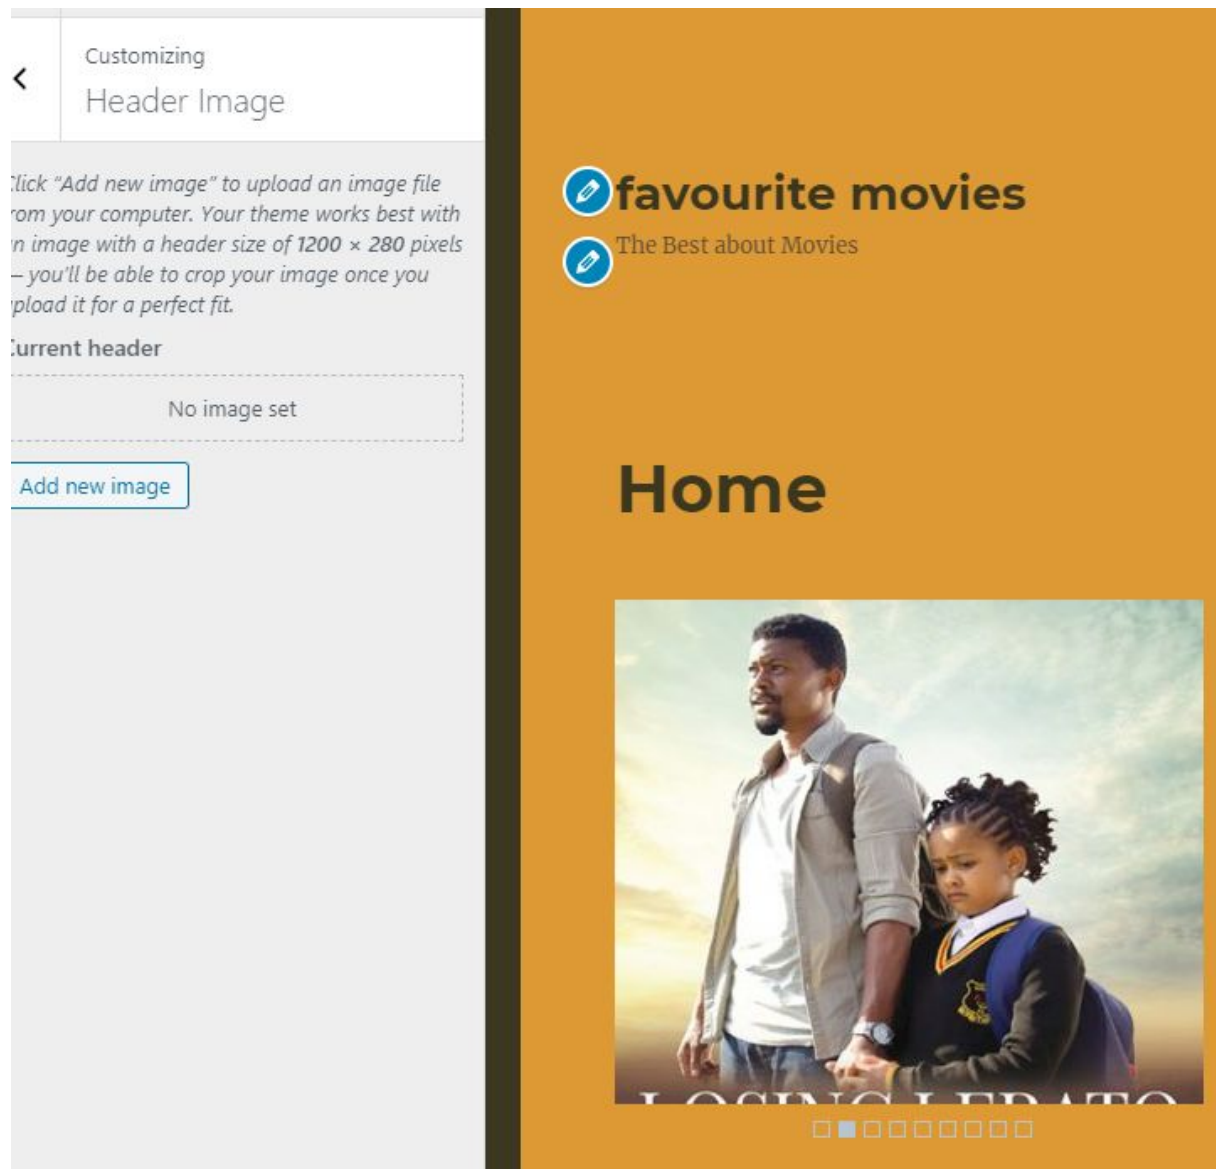 Customizing
Header Image
Click “Add new image” to upload an image file
from your computer. Your theme works best with
an image with a header size of 1200 × 280 pixels
— you’ll be able to crop your image once you
upload it for a perfect fit.
Current header
No image set
Add new image
favourite movies
The Best about Movies
Home
LOSING LERATO